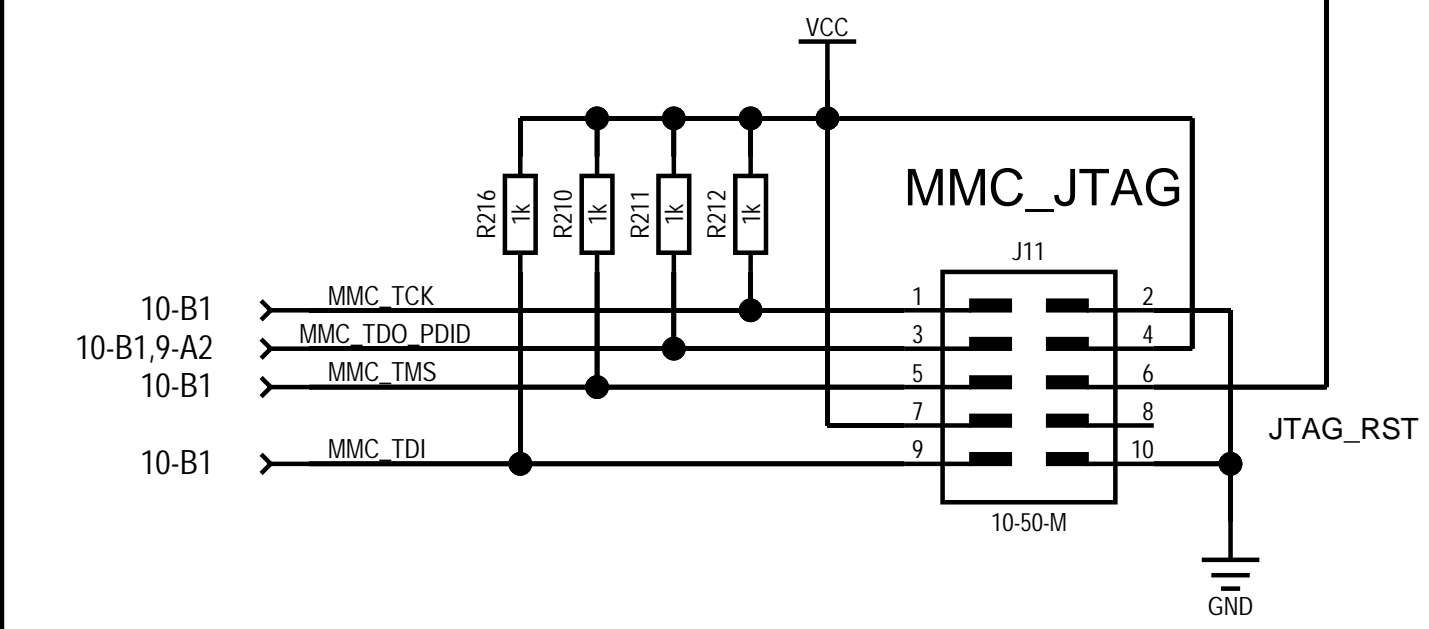 VCC
MMC_JTAG
R216 1k R210 1k R211 1k R212 1k
J11
10-B1 MMC_TCK 1 2
10-B1,9-A2 MMC_TDO_PDID 3 4
10-B1 MMC_TMS 5 6
7 8
JTAG_RST
10-B1 MMC_TDI 9 10
10-50-M
GND